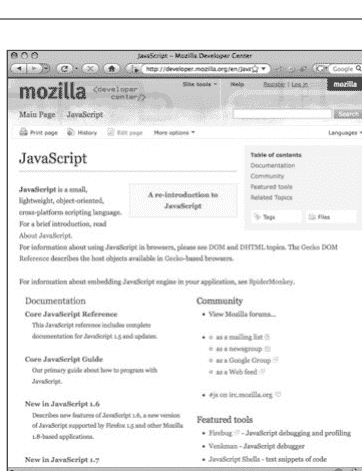 JavaScript – Mozilla Developer Center
http://developer.mozilla.org/en/Java
Google
mozilla
developer
center
Site tools
Help
Register | Log in
mozilla
Main Page
JavaScript
Search
Print page
History
Edit page
More options
Languages
JavaScript
Table of contents
Documentation
Community
Featured tools
Related Topics
Tags
Files
A re-introduction to
JavaScript
JavaScript is a small,
lightweight, object-oriented,
cross-platform scripting language.
For a brief introduction, read
About JavaScript.
For information about using JavaScript in browsers, please see DOM and DHTML topics. The Gecko DOM
Reference describes the host objects available in Gecko-based browsers.
For information about embedding JavaScript engine in your application, see SpiderMonkey.
Documentation
Core JavaScript Reference
This JavaScript reference includes complete
documentation for JavaScript 1.5 and updates.
Core JavaScript Guide
Our primary guide about how to program with
JavaScript.
New in JavaScript 1.6
Describes new features of JavaScript 1.6, a new version
of JavaScript supported by Firefox 1.5 and other Mozilla
1.8-based applications.
New in JavaScript 1.7
Community
• View Mozilla forums...
as a mailing list
as a newsgroup
as a Google Group
as a Web feed
• #js on irc.mozilla.org
Featured tools
• Firebug - JavaScript debugging and profiling
• Venkman - JavaScript debugger
• JavaScript Shells - test snippets of code